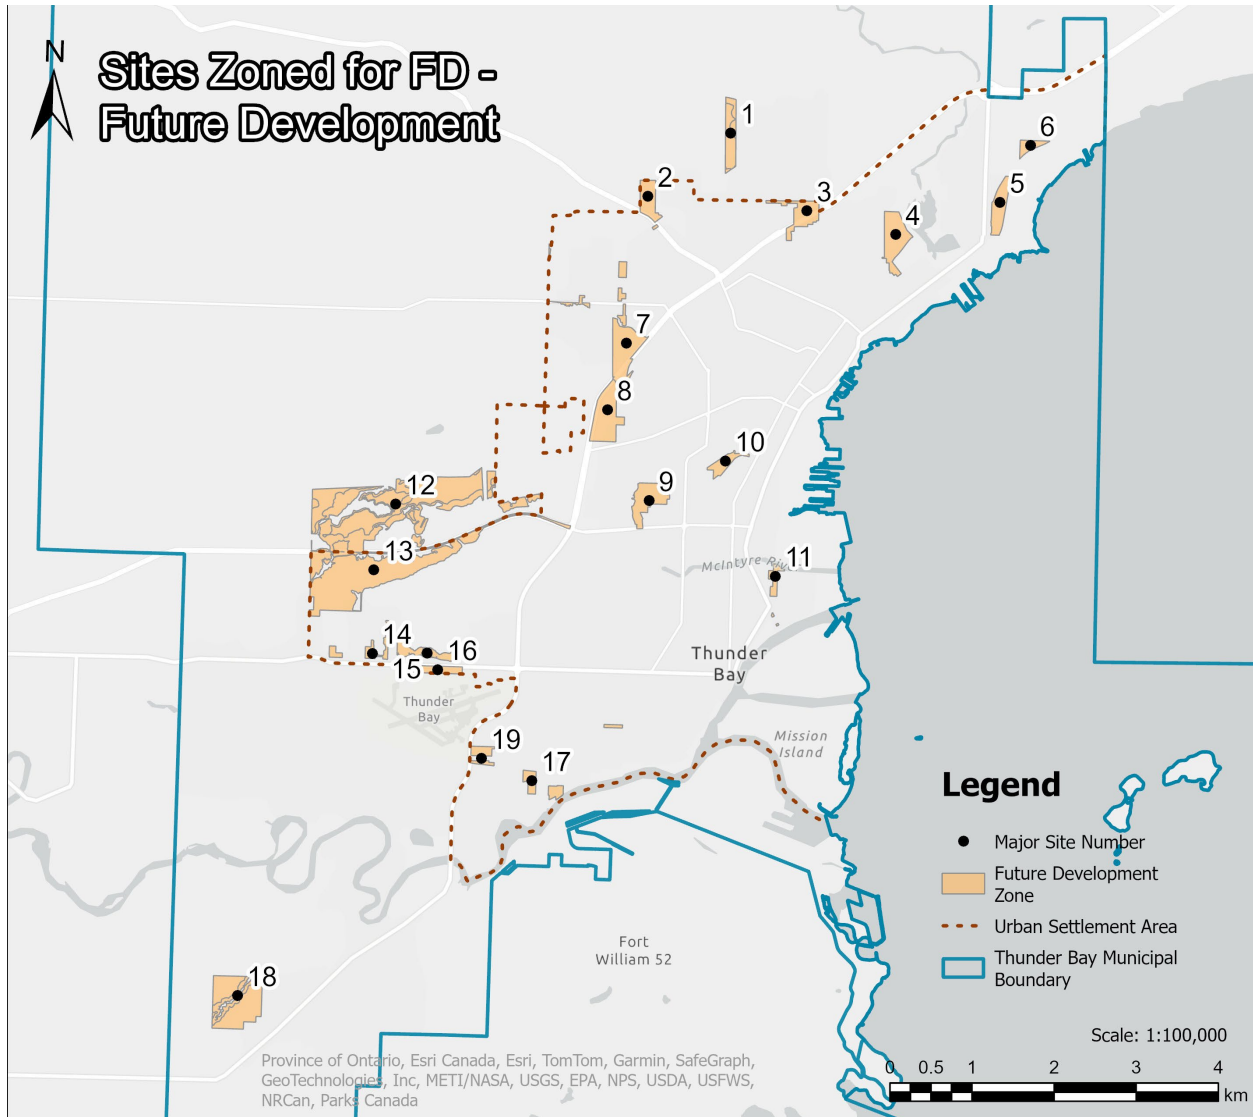 N
Sites Zoned for FD -
Future Development
1
2
3
4
5
6
7
8
9
10
11
12
13
14
15
16
17
18
19
McIntyre River
Thunder
Bay
Thunder
Bay
Mission
Island
Fort
William 52
Legend
Major Site Number
Future Development
Zone
Urban Settlement Area
Thunder Bay Municipal
Boundary
Scale: 1:100,000
0 0.5 1 2 3 4
km
Province of Ontario, Esri Canada, Esri, TomTom, Garmin, SafeGraph,
GeoTechnologies, Inc, METI/NASA, USGS, EPA, NPS, USDA, USFWS,
NRCan, Parks Canada